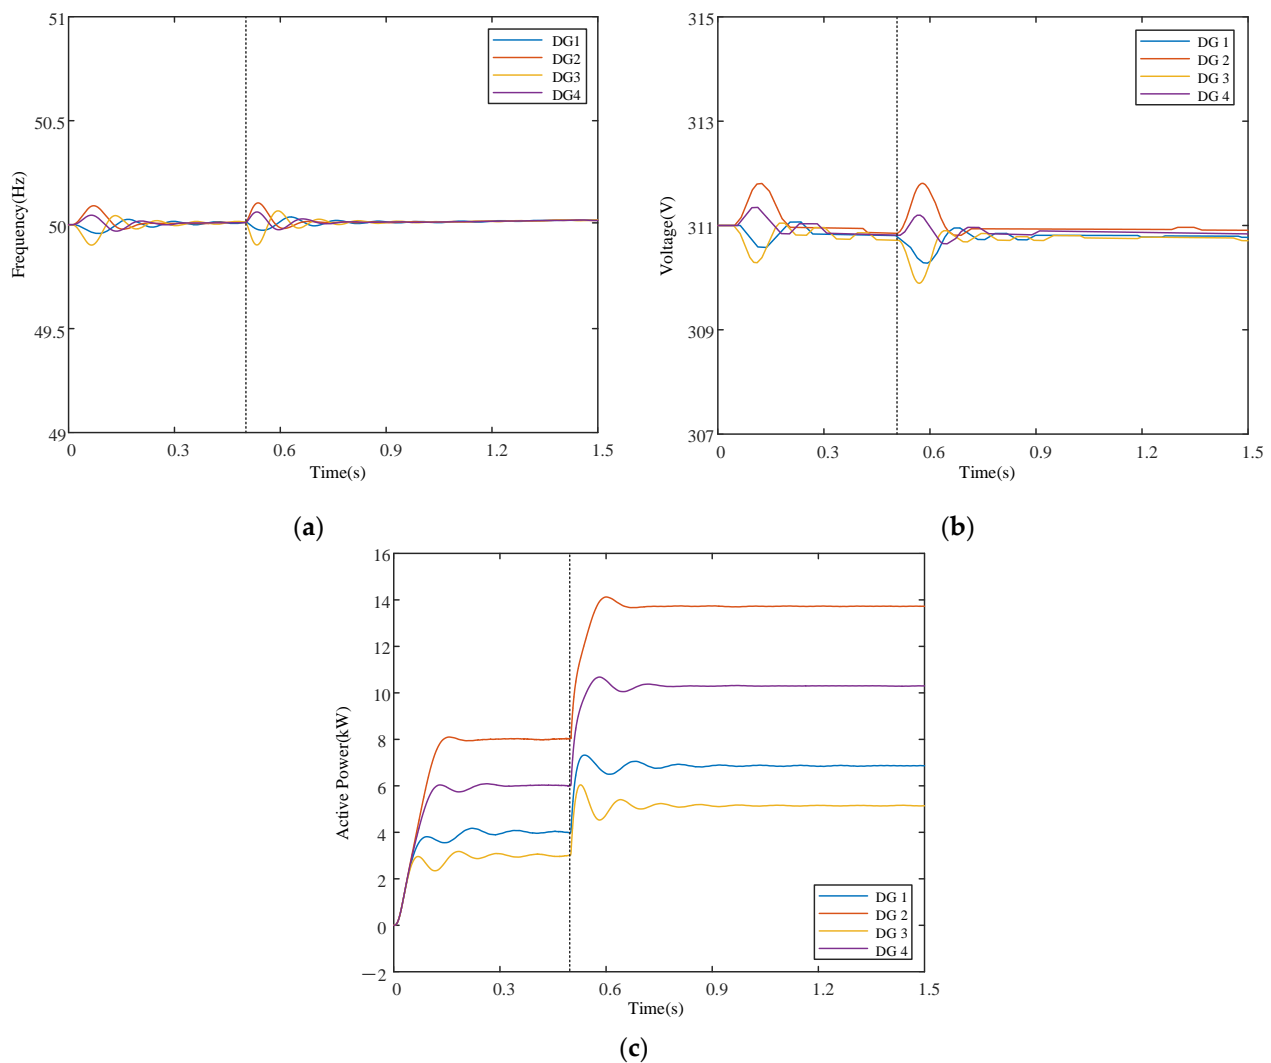 51
50.5
50
49.5
49
0
0.3
0.6
0.9
1.2
1.5
Frequency(Hz)
Time(s)
DG1
DG2
DG3
DG4
(a)
315
313
311
309
307
0
0.3
0.6
0.9
1.2
1.5
Voltage(V)
Time(s)
DG 1
DG 2
DG 3
DG 4
(b)
16
14
12
10
8
6
4
2
0
−2
0
0.3
0.6
0.9
1.2
1.5
Active Power(kW)
Time(s)
DG 1
DG 2
DG 3
DG 4
(c)